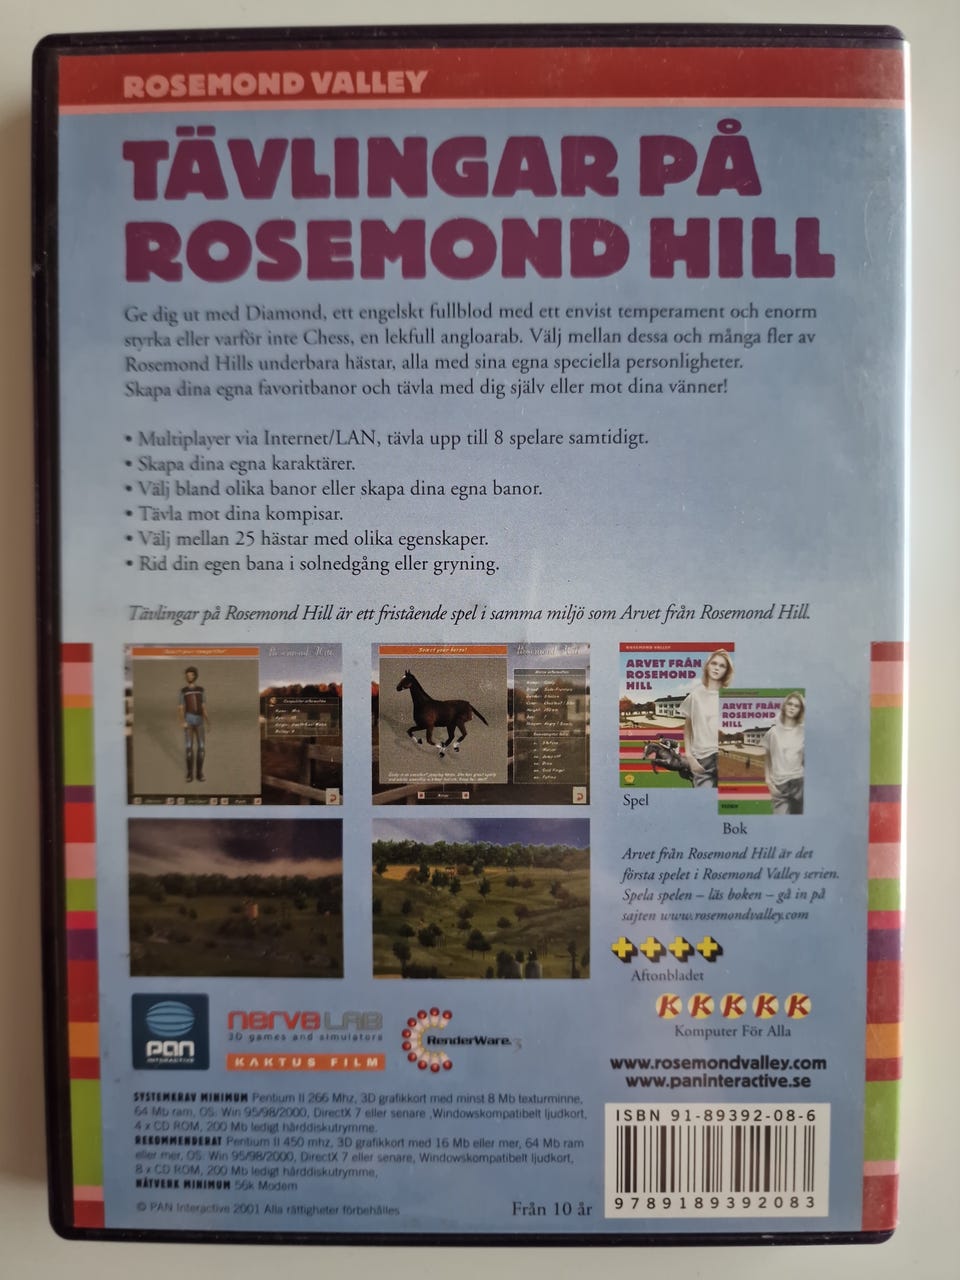 ROSEMOND VALLEY
TÄVLINGAR PÅ
ROSEMOND HILL
Ge dig ut med Diamond, ett engelskt fullblod med ett envist temperament och enorm
styrka eller varför inte Chess, en lekfull angloarab. Välj mellan dessa och många fler av
Rosemond Hills underbara hästar, alla med sina egna speciella personligheter.
Skapa dina egna favoritbanor och tävla med dig själv eller mot dina vänner!
• Multiplayer via Internet/LAN, tävla upp till 8 spelare samtidigt.
• Skapa dina egna karaktärer.
• Välj bland olika banor eller skapa dina egna banor.
• Tävla mot dina kompisar.
• Välj mellan 25 hästar med olika egenskaper.
• Rid din egen bana i solnedgång eller gryning.
Tävlingar på Rosemond Hill är ett fristående spel i samma miljö som Arvet från Rosemond Hill.
Rosemond Hill
Select your horse!
ROSEMOND VALLEY
ARVET FRÅN
ROSEMOND
HILL
ARVET FRÅN
ROSEMOND
HILL
Spel
Bok
Arvet från Rosemond Hill är det
första spelet i Rosemond Valley serien.
Spela spelen – läs boken – gå in på
sajten www.rosemondvalley.com
Aftonbladet
K K K K K
Komputer För Alla
PAN
INTERACTIVE
nerveLAB
3D games and simulators
KAKTUS FILM
RenderWare 3
www.rosemondvalley.com
www.paninteractive.se
SYSTEMKRAV MINIMUM Pentium II 266 Mhz, 3D grafikkort med minst 8 Mb texturminne,
64 Mb ram, OS: Win 95/98/2000, DirectX 7 eller senare ,Windowskompatibelt ljudkort,
4 x CD ROM, 200 Mb ledigt hårddiskutrymme.
REKOMMENDERAT Pentium II 450 mhz, 3D grafikkort med 16 Mb eller mer, 64 Mb ram
eller mer, OS: Win 95/98/2000, DirectX 7 eller senare, Windowskompatibelt ljudkort,
8 x CD ROM, 200 Mb ledigt hårddiskutrymme,
NÄTVERK MINIMUM 56k Modem
© PAN Interactive 2001 Alla rättigheter förbehålles
Från 10 år
ISBN 91-89392-08-6
9789189392083